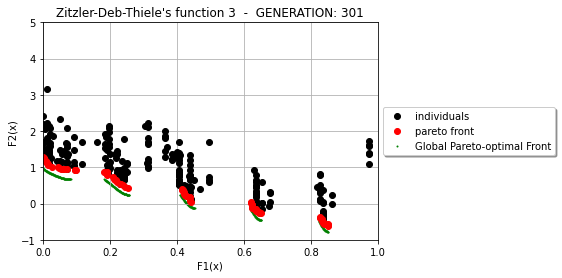 Zitzler-Deb-Thiele's function 3 - GENERATION: 301
5
4
3
2
1
0
−1
F2(x)
0.0 0.2 0.4 0.6 0.8 1.0
F1(x)
individuals
pareto front
Global Pareto-optimal Front